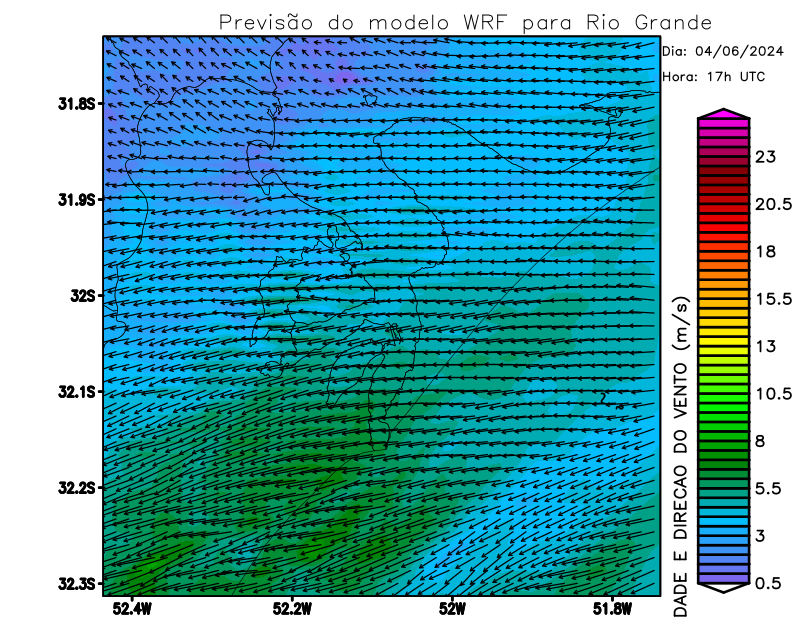 Previsão do modelo WRF para Rio Grande
Dia: 04/06/2024
Hora: 17h UTC
31.8S
31.9S
32S
32.1S
32.2S
32.3S
52.4W
52.2W
52W
51.8W
DADE E DIRECAO DO VENTO (m/s)
23
20.5
18
15.5
13
10.5
8
5.5
3
0.5